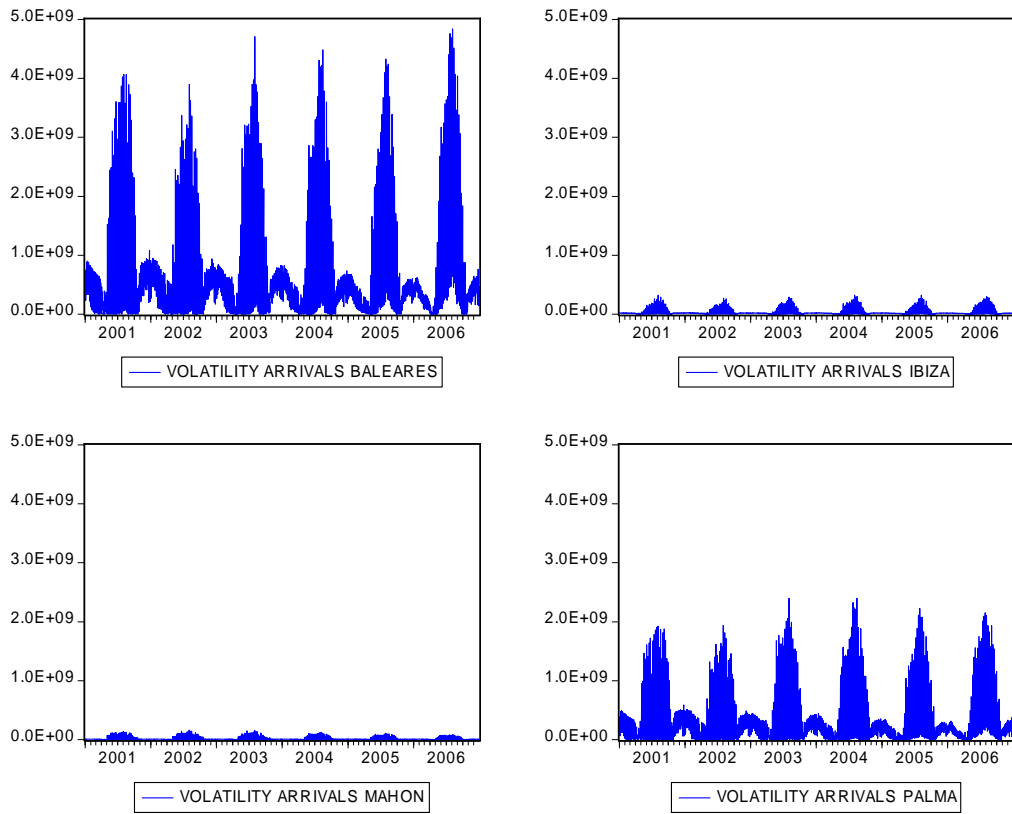 5.0E+09
4.0E+09
3.0E+09
2.0E+09
1.0E+09
0.0E+00
2001 2002 2003 2004 2005 2006
VOLATILITY ARRIVALS BALEARES
5.0E+09
4.0E+09
3.0E+09
2.0E+09
1.0E+09
0.0E+00
2001 2002 2003 2004 2005 2006
VOLATILITY ARRIVALS IBIZA
5.0E+09
4.0E+09
3.0E+09
2.0E+09
1.0E+09
0.0E+00
2001 2002 2003 2004 2005 2006
VOLATILITY ARRIVALS MAHON
5.0E+09
4.0E+09
3.0E+09
2.0E+09
1.0E+09
0.0E+00
2001 2002 2003 2004 2005 2006
VOLATILITY ARRIVALS PALMA